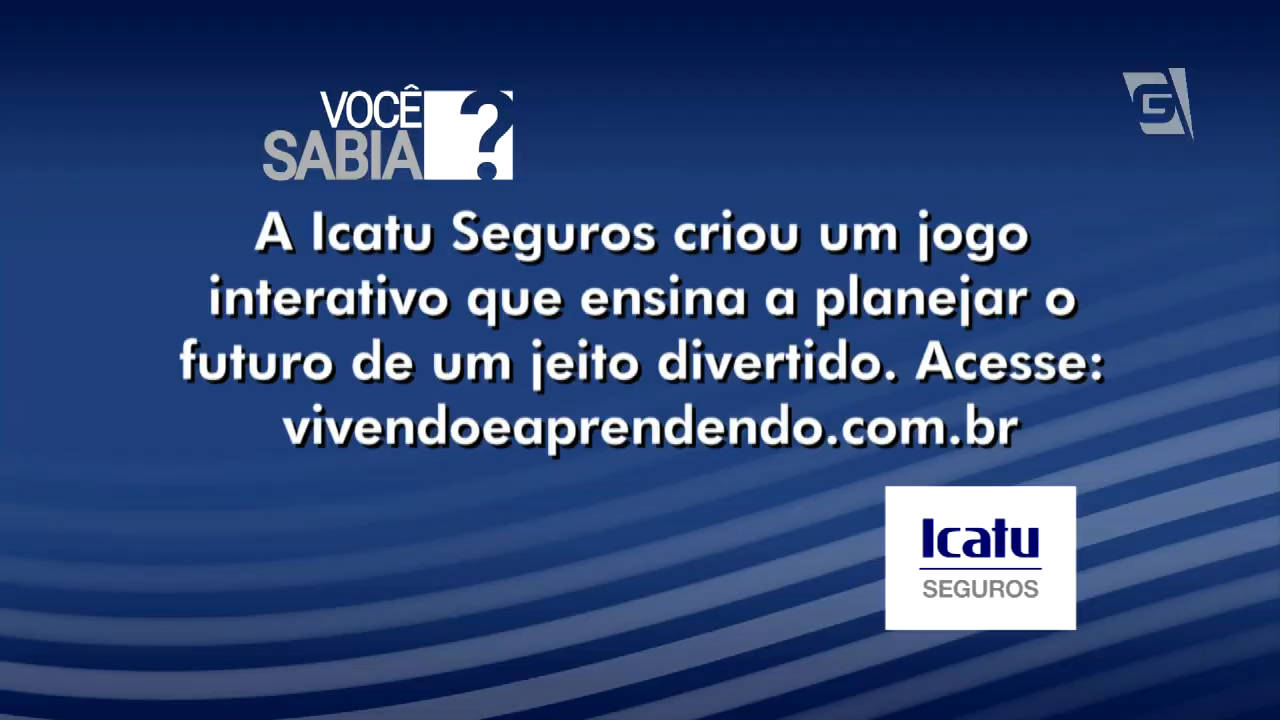 VOCÊ
SABIA?
A Icatu Seguros criou um jogo
interativo que ensina a planejar o
futuro de um jeito divertido. Acesse:
vivendoeaprendendo.com.br
Icatu
SEGUROS